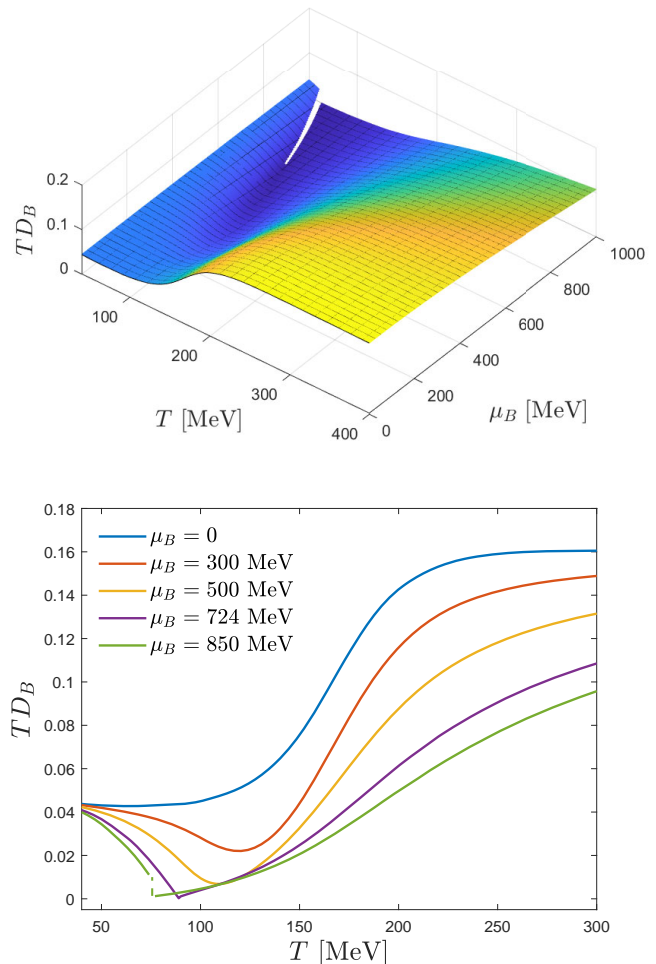 0.2
0.1
0
TD_B
100
200
300
400
T [MeV]
0
200
400
600
800
1000
μ_B [MeV]
0.18
0.16
0.14
0.12
0.1
0.08
0.06
0.04
0.02
0
TD_B
μ_B = 0
μ_B = 300 MeV
μ_B = 500 MeV
μ_B = 724 MeV
μ_B = 850 MeV
50
100
150
200
250
300
T [MeV]